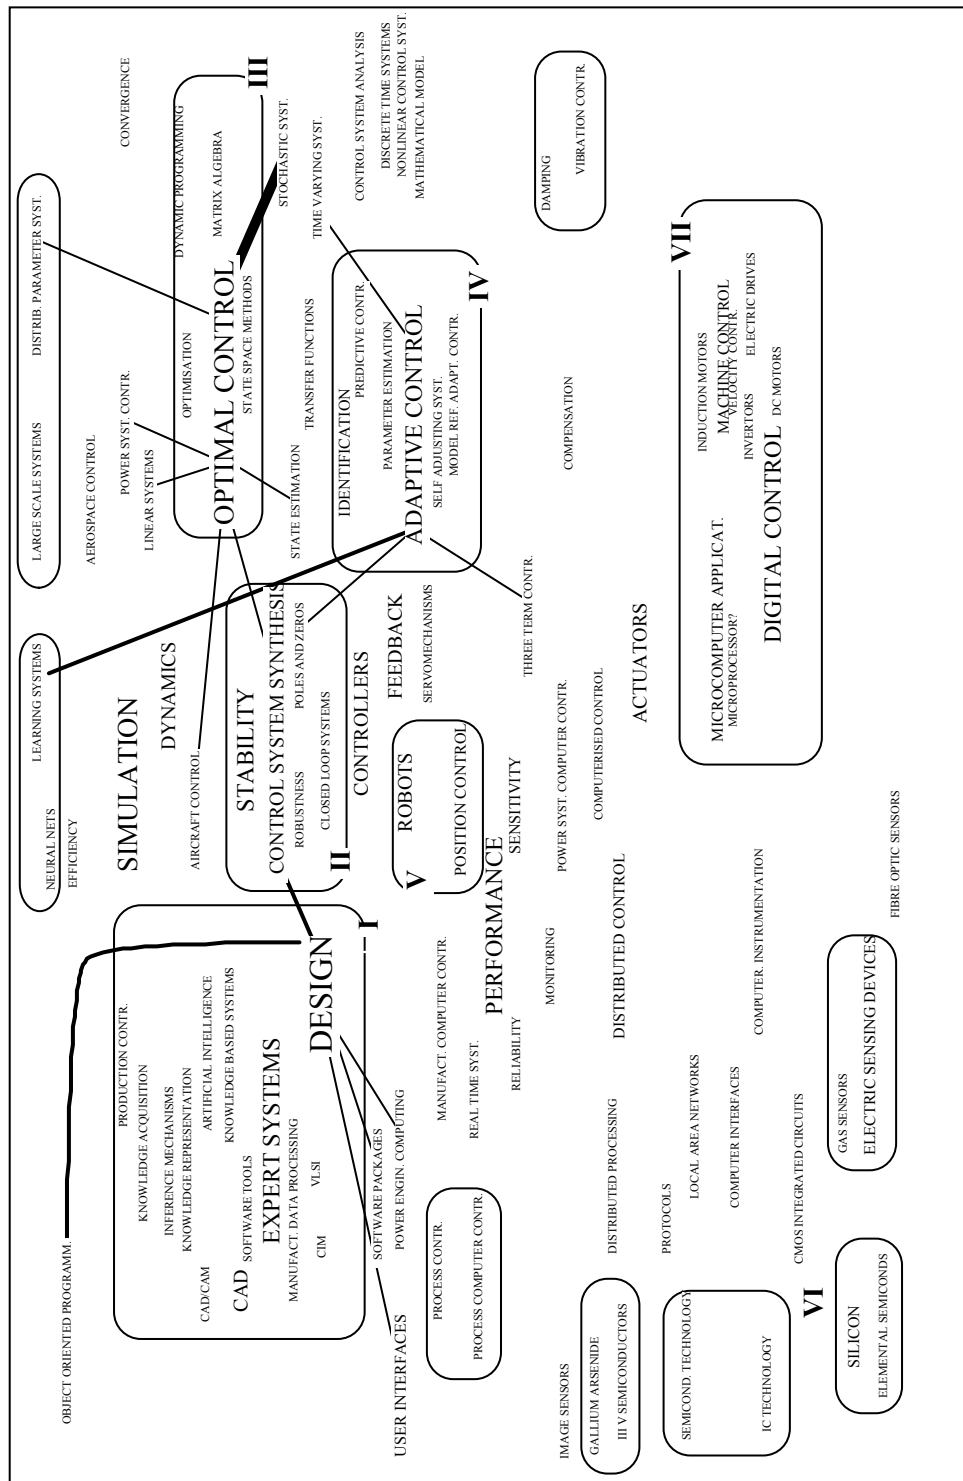 OBJECT ORIENTED PROGRAMM.
PRODUCTION CONTR.
KNOWLEDGE ACQUISITION
INFERENCE MECHANISMS
KNOWLEDGE REPRESENTATION
ARTIFICIAL INTELLIGENCE
KNOWLEDGE BASED SYSTEMS
CAD/CAM
CAD
SOFTWARE TOOLS
EXPERT SYSTEMS
MANUFACT. DATA PROCESSING
CIM
VLSI
DESIGN
I
NEURAL NETS
LEARNING SYSTEMS
EFFICIENCY
SIMULATION
DYNAMICS
AIRCRAFT CONTROL
STABILITY
CONTROL SYSTEM SYNTHESIS
ROBUSTNESS
POLES AND ZEROS
CLOSED LOOP SYSTEMS
II
CONTROLLERS
FEEDBACK
SERVOMECHANISMS
LARGE SCALE SYSTEMS
DISTRIB. PARAMETER SYST.
AEROSPACE CONTROL
CONVERGENCE
POWER SYST. CONTR.
LINEAR SYSTEMS
DYNAMIC PROGRAMMING
OPTIMISATION
MATRIX ALGEBRA
OPTIMAL CONTROL
STATE SPACE METHODS
III
STOCHASTIC SYST.
STATE ESTIMATION
TRANSFER FUNCTIONS
TIME VARYING SYST.
IDENTIFICATION
PREDICTIVE CONTR.
CONTROL SYSTEM ANALYSIS
PARAMETER ESTIMATION
DISCRETE TIME SYSTEMS
NONLINEAR CONTROL SYST.
ADAPTIVE CONTROL
MATHEMATICAL MODEL
SELF ADJUSTING SYST.
MODEL REF. ADAPT. CONTR.
IV
DAMPING
VIBRATION CONTR.
COMPENSATION
THREE TERM CONTR.
SOFTWARE PACKAGES
POWER ENGIN. COMPUTING
USER INTERFACES
PROCESS CONTR.
PROCESS COMPUTER CONTR.
MANUFACT. COMPUTER CONTR.
REAL TIME SYST.
V
ROBOTS
POSITION CONTROL
PERFORMANCE
SENSITIVITY
RELIABILITY
MONITORING
POWER SYST. COMPUTER CONTR.
COMPUTERISED CONTROL
ACTUATORS
DISTRIBUTED CONTROL
DISTRIBUTED PROCESSING
IMAGE SENSORS
GALLIUM ARSENIDE
III V SEMICONDUCTORS
PROTOCOLS
LOCAL AREA NETWORKS
COMPUTER INTERFACES
COMPUTER. INSTRUMENTATION
SEMICOND. TECHNOLOGY
IC TECHNOLOGY
CMOS INTEGRATED CIRCUITS
VI
SILICON
ELEMENTAL SEMICONDS
GAS SENSORS
ELECTRIC SENSING DEVICES
FIBRE OPTIC SENSORS
VII
INDUCTION MOTORS
MACHINE CONTROL
VELOCITY CONTR.
INVERTORS
ELECTRIC DRIVES
DC MOTORS
MICROCOMPUTER APPLICAT.
MICROPROCESSOR?
DIGITAL CONTROL